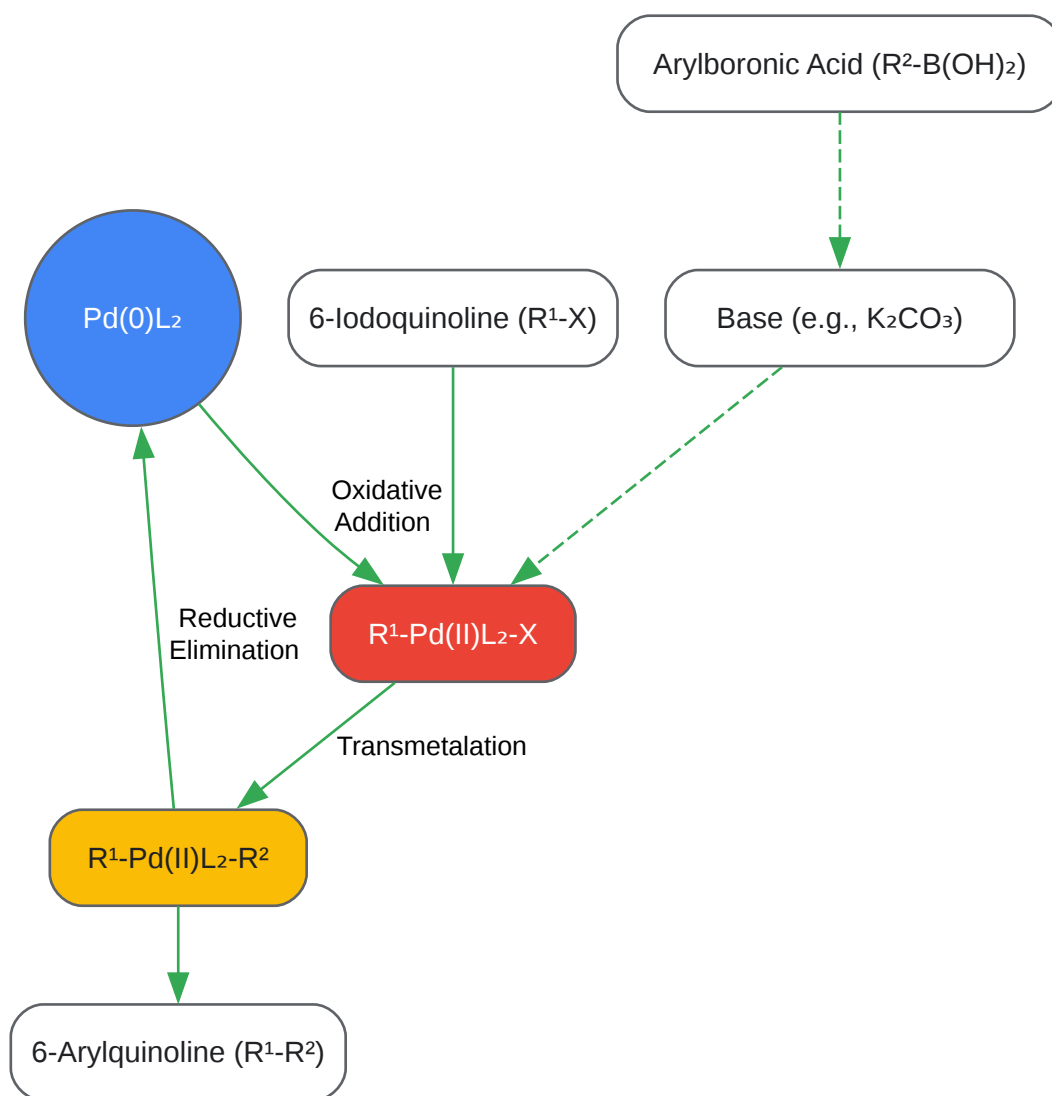 Arylboronic Acid (R²-B(OH)₂)
Pd(0)L₂
6-Iodoquinoline (R¹-X)
Base (e.g., K₂CO₃)
Oxidative
Addition
Reductive
Elimination
R¹-Pd(II)L₂-X
Transmetalation
R¹-Pd(II)L₂-R²
6-Arylquinoline (R¹-R²)